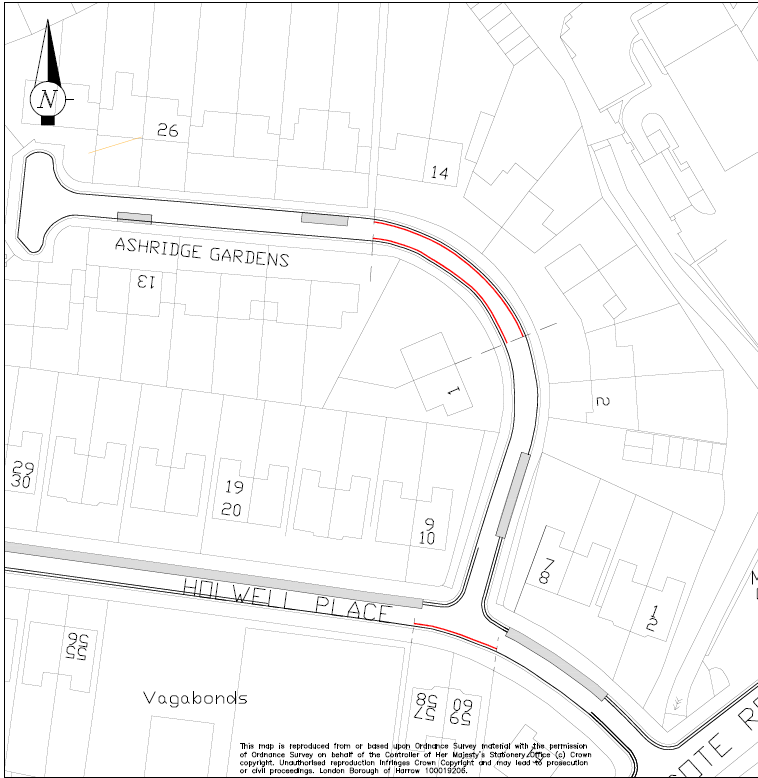 N
26
14
ASHRIDGE GARDENS
13
1
2
29
30
19
20
9
10
7
8
1
2
HOLWELL PLACE
56
55
Vagabonds
58
57
60
59
This map is reproduced from or based upon Ordnance Survey material with the permission
of Ordnance Survey on behalf of the Controller of Her Majesty's Stationery Office (c) Crown
copyright. Unauthorised reproduction infringes Crown Copyright and may lead to prosecution
or civil proceedings. London Borough of Harrow 100019206.